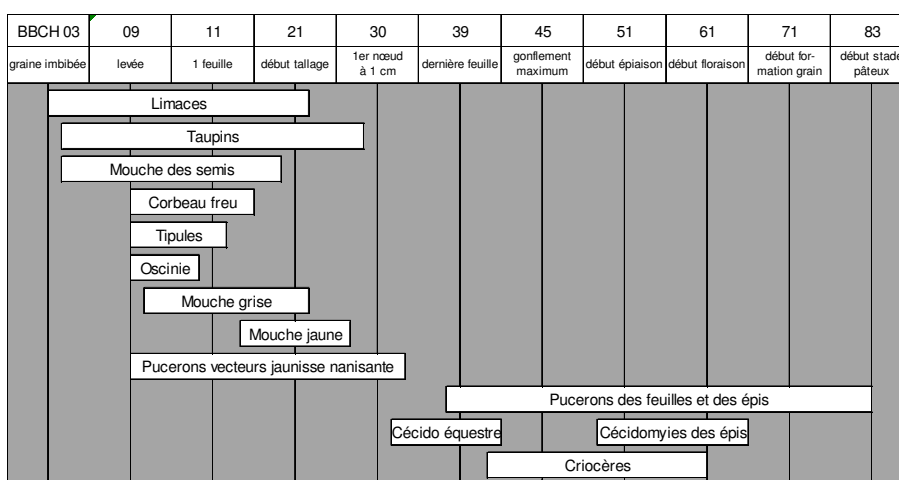 BBCH 03 09 11 21 30 39 45 51 61 71 83
graine imbibée levée 1 feuille début tallage 1er nœud à 1 cm dernière feuille gonflement maximum début épiaison début floraison début for-mation grain début stade pâteux
Limaces
Taupins
Mouche des semis
Corbeau freu
Tipules
Oscinie
Mouche grise
Mouche jaune
Pucerons vecteurs jaunisse nanisante
Pucerons des feuilles et des épis
Cécido équestre Cécidomyies des épis
Criocères